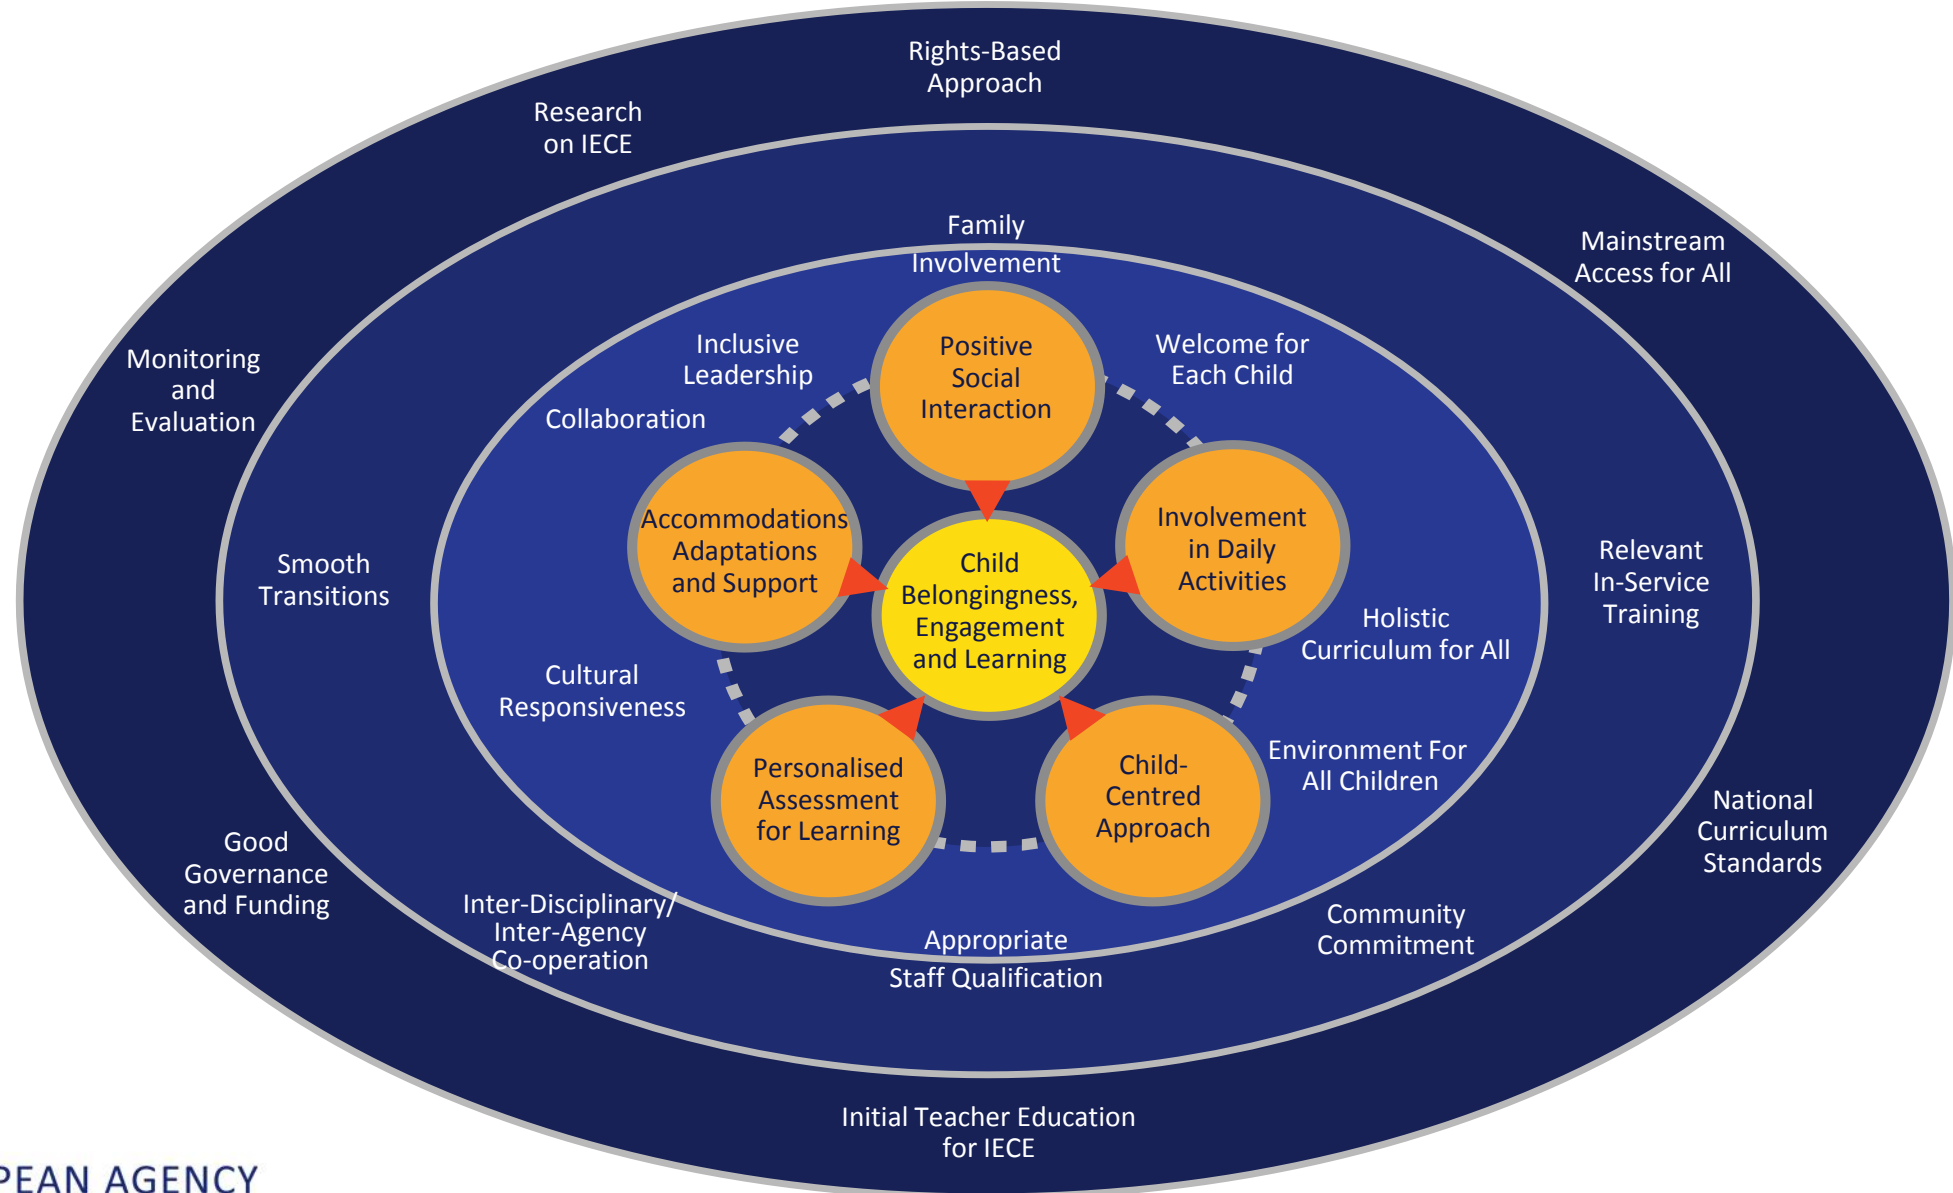 Rights-Based
Approach
Research
on IECE
Family
Involvement
Mainstream
Access for All
Monitoring
and
Evaluation
Inclusive
Leadership
Positive
Social
Interaction
Welcome for
Each Child
Collaboration
Accommodations
Adaptations
and Support
Involvement
in Daily
Activities
Smooth
Transitions
Child
Belongingness,
Engagement
and Learning
Relevant
In-Service
Training
Holistic
Curriculum for All
Cultural
Responsiveness
Personalised
Assessment
for Learning
Child-
Centred
Approach
Environment For
All Children
National
Curriculum
Standards
Good
Governance
and Funding
Inter-Disciplinary/
Inter-Agency
Co-operation
Appropriate
Staff Qualification
Community
Commitment
Initial Teacher Education
for IECE
PEAN AGENCY